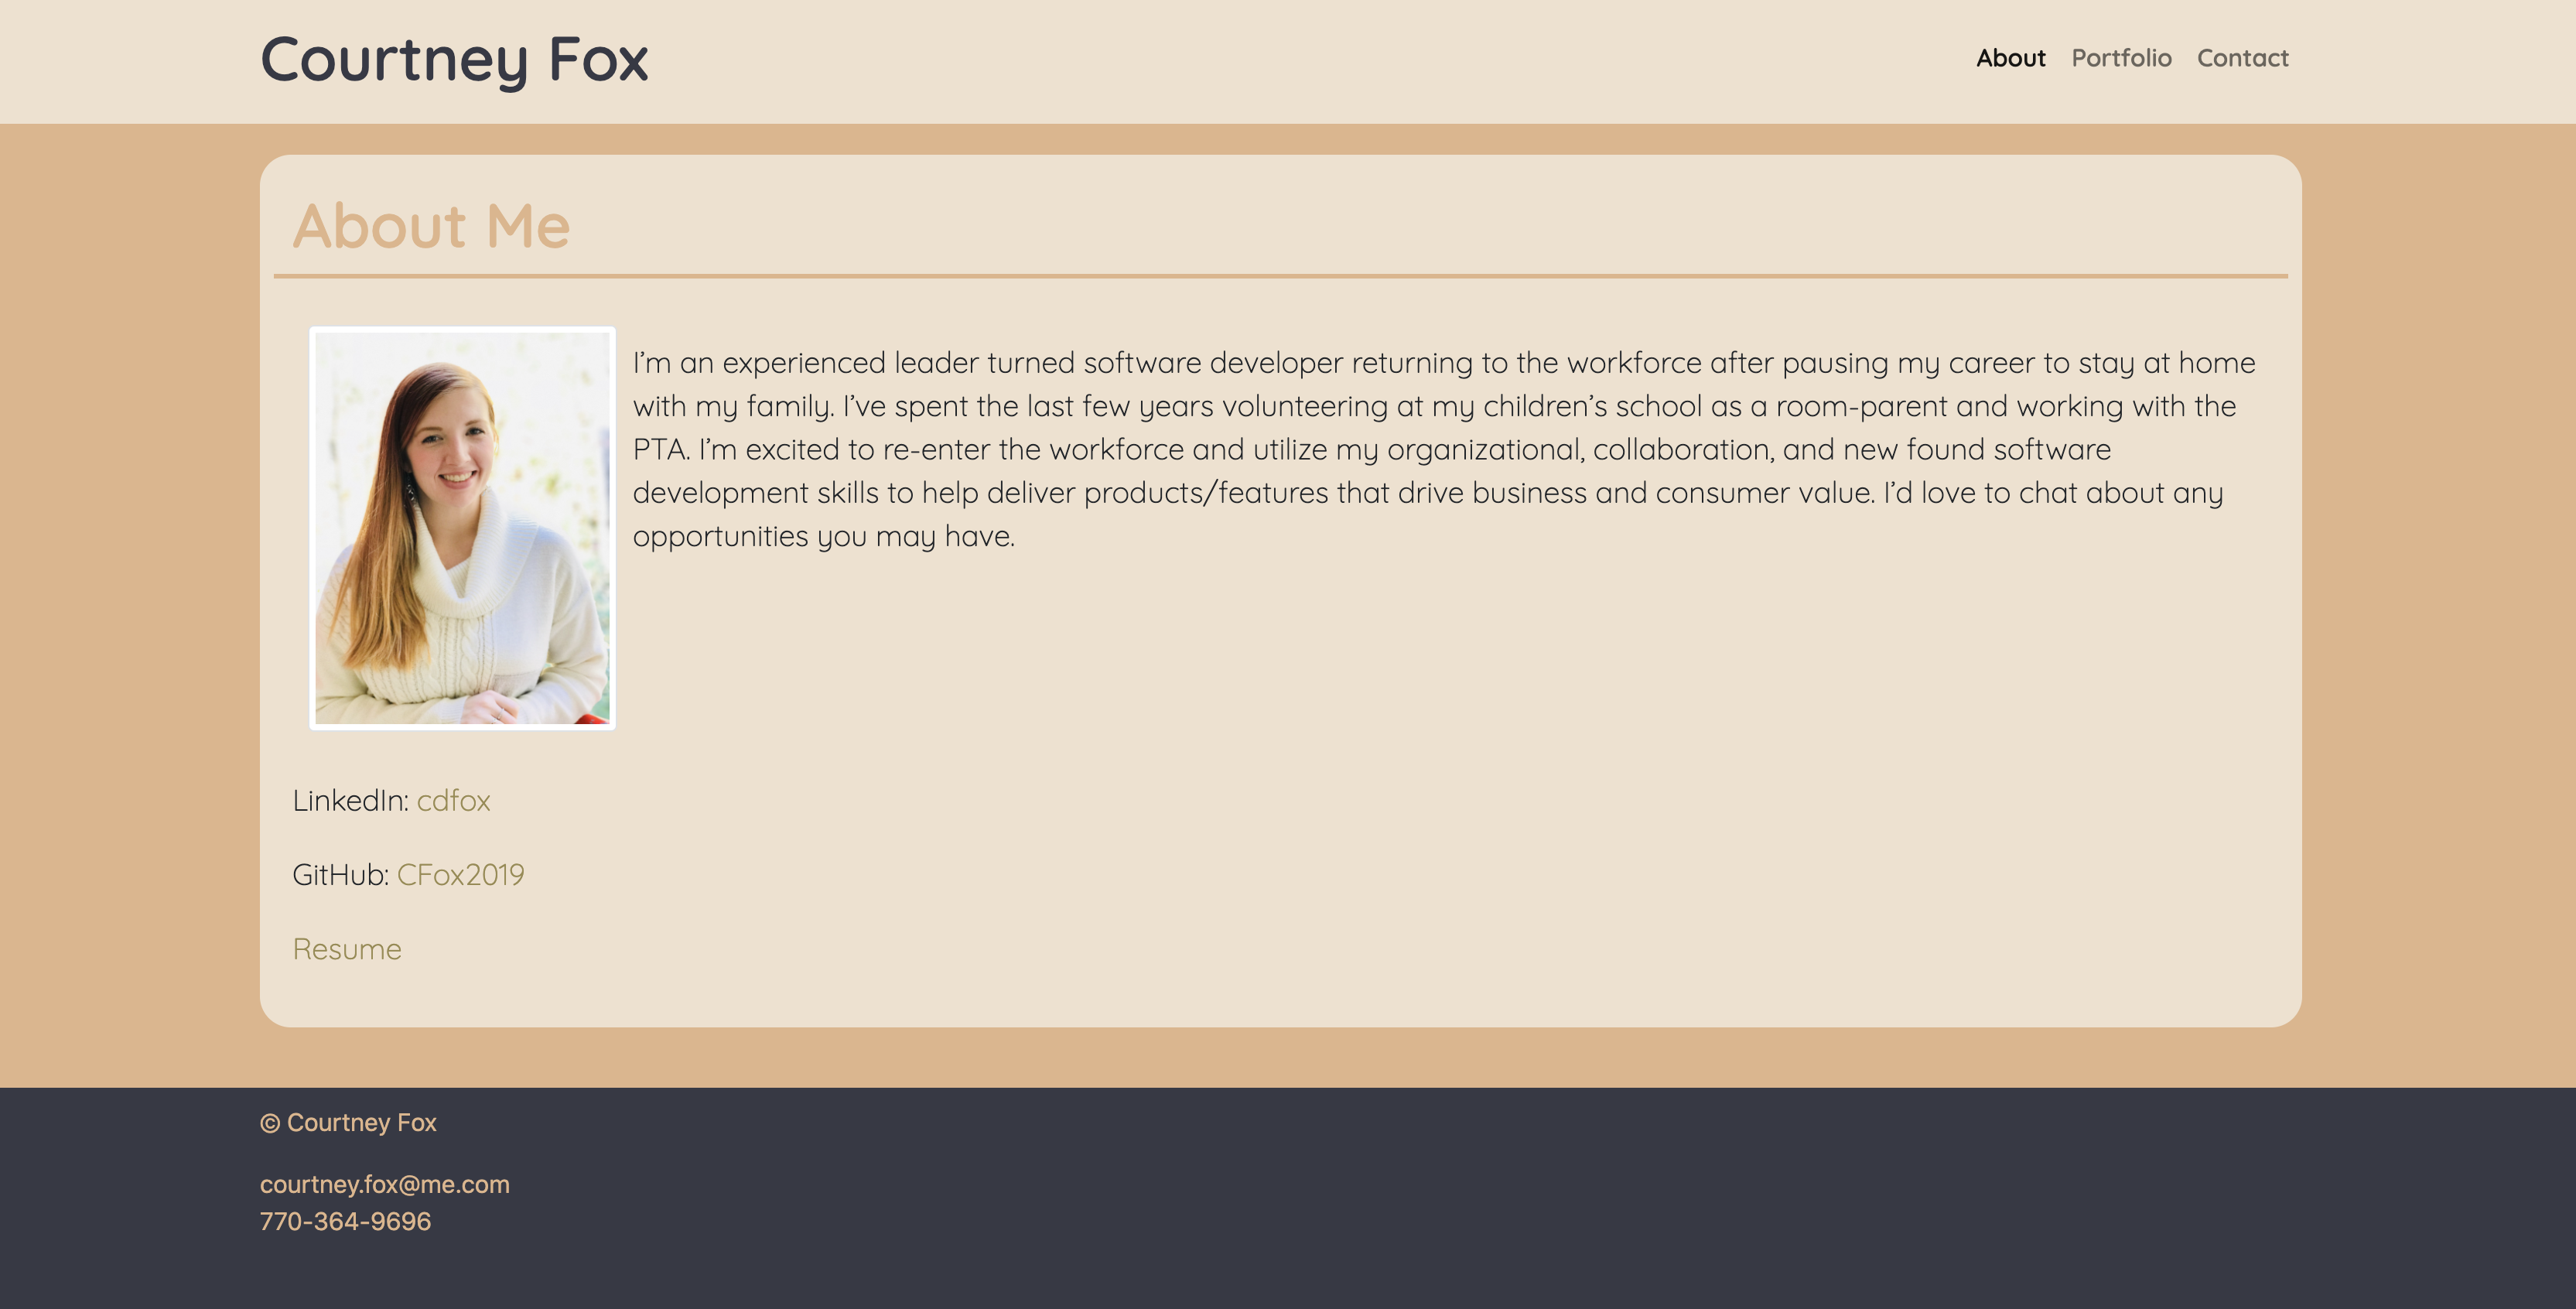 Courtney Fox
About Portfolio Contact
About Me
I’m an experienced leader turned software developer returning to the workforce after pausing my career to stay at home
with my family. I’ve spent the last few years volunteering at my children’s school as a room-parent and working with the
PTA. I’m excited to re-enter the workforce and utilize my organizational, collaboration, and new found software
development skills to help deliver products/features that drive business and consumer value. I’d love to chat about any
opportunities you may have.
LinkedIn: cdfox
GitHub: CFox2019
Resume
© Courtney Fox
courtney.fox@me.com
770-364-9696